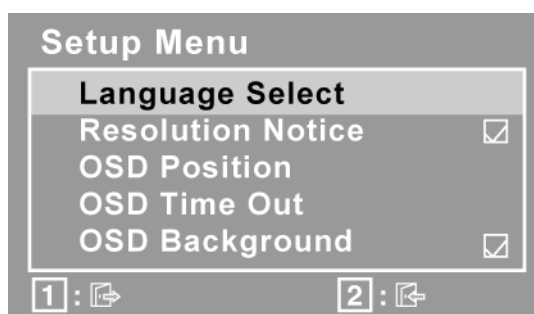 Setup Menu
Language Select
Resolution Notice
OSD Position
OSD Time Out
OSD Background
1: 2: